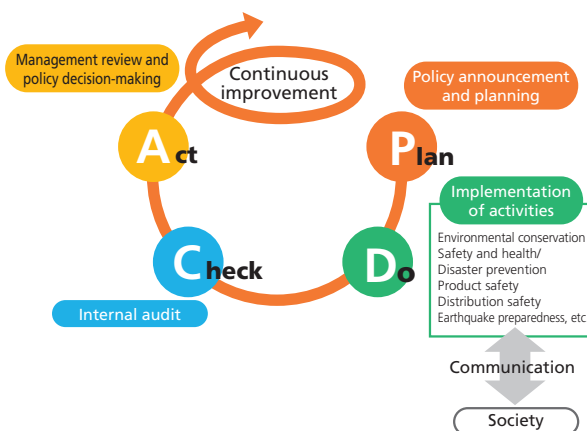 Management review and
policy decision-making
Continuous
improvement
Policy announcement
and planning
Act
Plan
Implementation
of activities
Environmental conservation
Safety and health/
Disaster prevention
Product safety
Distribution safety
Earthquake preparedness, etc
Check
Do
Internal audit
Communication
Society